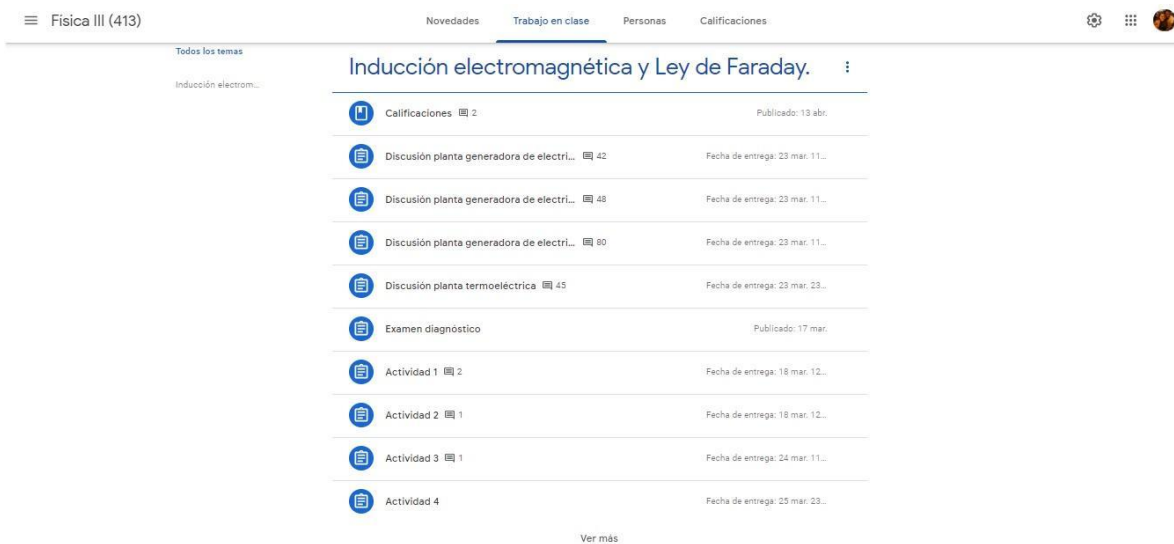 Física III (413)
Novedades
Trabajo en clase
Personas
Calificaciones
Todos los temas
Inducción electrom...
Inducción electromagnética y Ley de Faraday.
Calificaciones 2 Publicado: 13 abr.
Discusión planta generadora de electri... 42 Fecha de entrega: 23 mar. 11...
Discusión planta generadora de electri... 48 Fecha de entrega: 23 mar. 11...
Discusión planta generadora de electri... 80 Fecha de entrega: 23 mar. 11...
Discusión planta termoeléctrica 45 Fecha de entrega: 23 mar. 23...
Examen diagnóstico Publicado: 17 mar.
Actividad 1 2 Fecha de entrega: 18 mar. 12...
Actividad 2 1 Fecha de entrega: 18 mar. 12...
Actividad 3 1 Fecha de entrega: 24 mar. 11...
Actividad 4 Fecha de entrega: 25 mar. 23...
Ver más